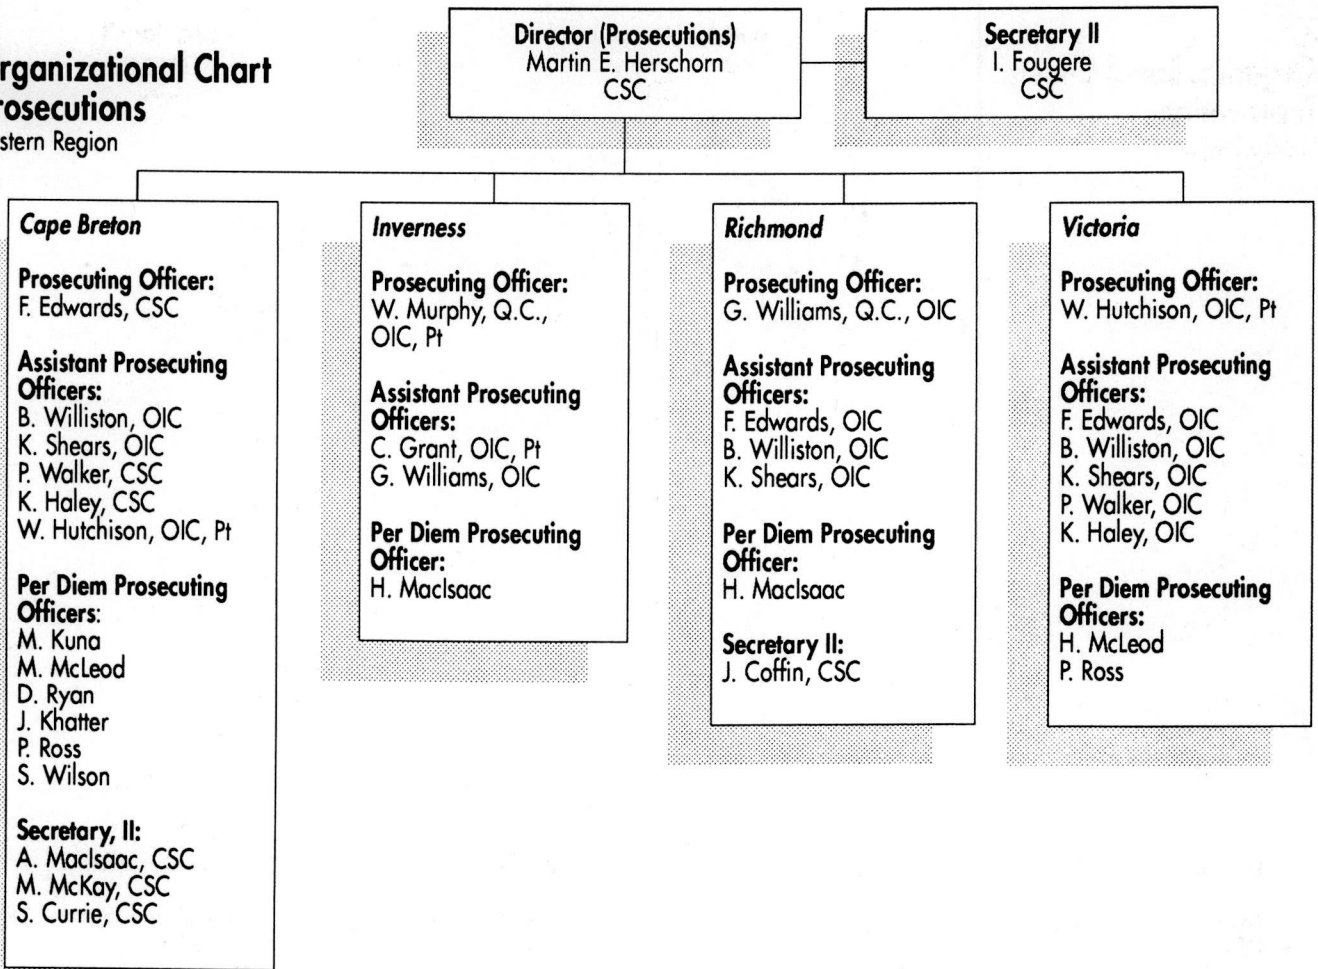 rganizational Chart
rosecutions
stern Region
Director (Prosecutions)
Martin E. Herschorn
CSC
Secretary II
I. Fougere
CSC
Cape Breton
Prosecuting Officer:
F. Edwards, CSC
Assistant Prosecuting
Officers:
B. Williston, OIC
K. Shears, OIC
P. Walker, CSC
K. Haley, CSC
W. Hutchison, OIC, Pt
Per Diem Prosecuting
Officers:
M. Kuna
M. McLeod
D. Ryan
J. Khatter
P. Ross
S. Wilson
Secretary, II:
A. MacIsaac, CSC
M. McKay, CSC
S. Currie, CSC
Inverness
Prosecuting Officer:
W. Murphy, Q.C.,
OIC, Pt
Assistant Prosecuting
Officers:
C. Grant, OIC, Pt
G. Williams, OIC
Per Diem Prosecuting
Officer:
H. MacIsaac
Richmond
Prosecuting Officer:
G. Williams, Q.C., OIC
Assistant Prosecuting
Officers:
F. Edwards, OIC
B. Williston, OIC
K. Shears, OIC
Per Diem Prosecuting
Officer:
H. MacIsaac
Secretary II:
J. Coffin, CSC
Victoria
Prosecuting Officer:
W. Hutchison, OIC, Pt
Assistant Prosecuting
Officers:
F. Edwards, OIC
B. Williston, OIC
K. Shears, OIC
P. Walker, OIC
K. Haley, OIC
Per Diem Prosecuting
Officers:
H. McLeod
P. Ross